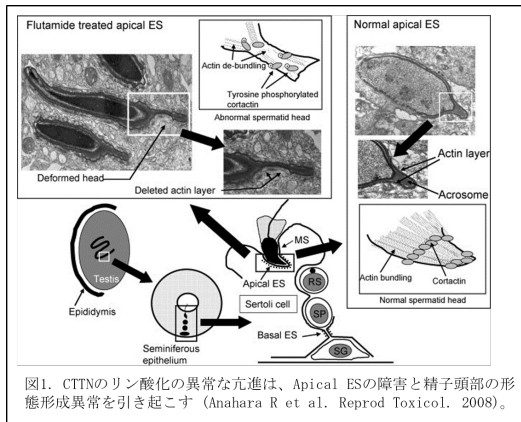 Flutamide treated apical ES
Actin de-bundling
Tyrosine phosphorylated
cortactin
Abnormal spermatid head
Deformed head
Deleted actin layer
Normal apical ES
Actin layer
Acrosome
Actin bundling
Cortactin
Normal spermatid head
Testis
Epididymis
Seminiferous
epithelium
MS
Apical ES
Sertoli cell
RS
SP
Basal ES
SG
図1. CTTNのリン酸化の異常な亢進は、Apical ESの障害と精子頭部の形
態形成異常を引き起こす (Anahara R et al. Reprod Toxicol. 2008)。